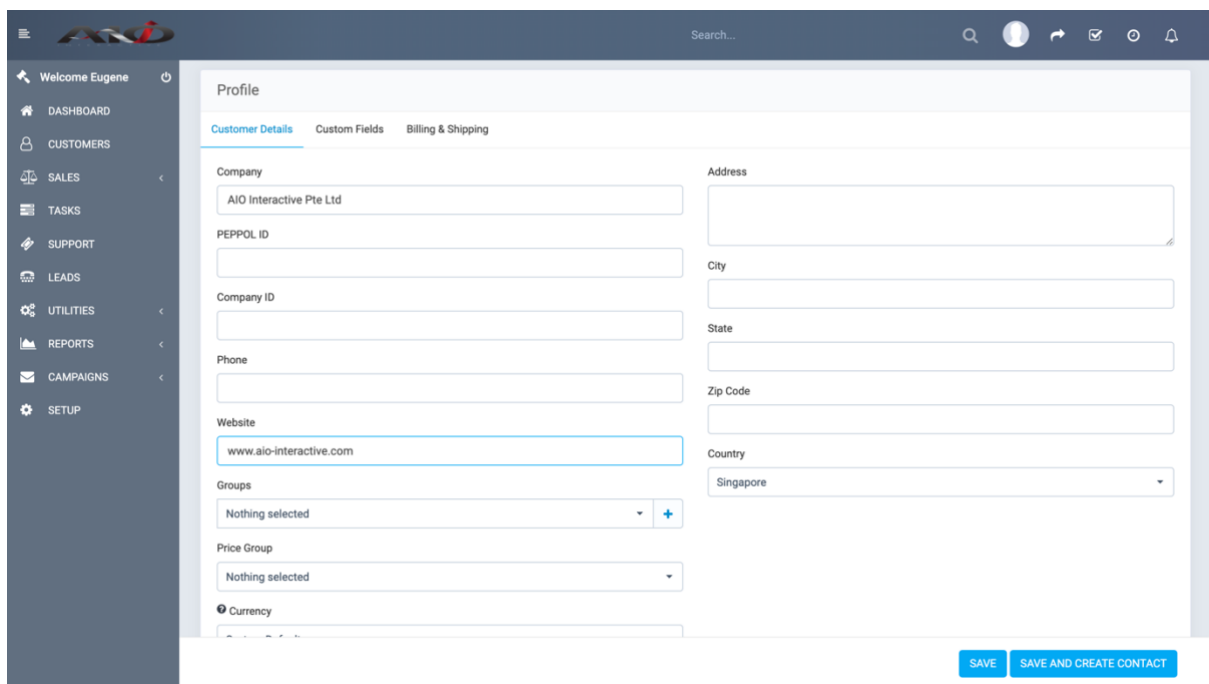 Search...
Welcome Eugene
DASHBOARD
CUSTOMERS
SALES
TASKS
SUPPORT
LEADS
UTILITIES
REPORTS
CAMPAIGNS
SETUP
Profile
Customer Details
Custom Fields
Billing & Shipping
Company
AIO Interactive Pte Ltd
PEPPOL ID
Company ID
Phone
Website
www.aio-interactive.com
Groups
Nothing selected
Price Group
Nothing selected
Currency
Address
City
State
Zip Code
Country
Singapore
SAVE
SAVE AND CREATE CONTACT